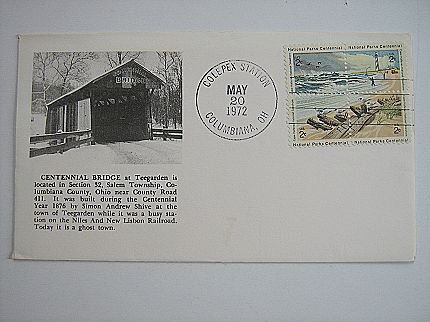 COLEPEX STATION
MAY
20
1972
COLUMBIANA, OH
National Parks Centennial National Parks Centennial
2c 2c
2c 2c
National Parks Centennial National Parks Centennial
CENTENNIAL BRIDGE at Teegarden is
located in Section 32, Salem Township, Co-
lumbiana County, Ohio near County Road
411. It was built during the Centennial
Year 1876 by Simon Andrew Shive at the
town of Teegarden while it was a busy sta-
tion on the Niles And New Lisbon Railroad.
Today it is a ghost town.